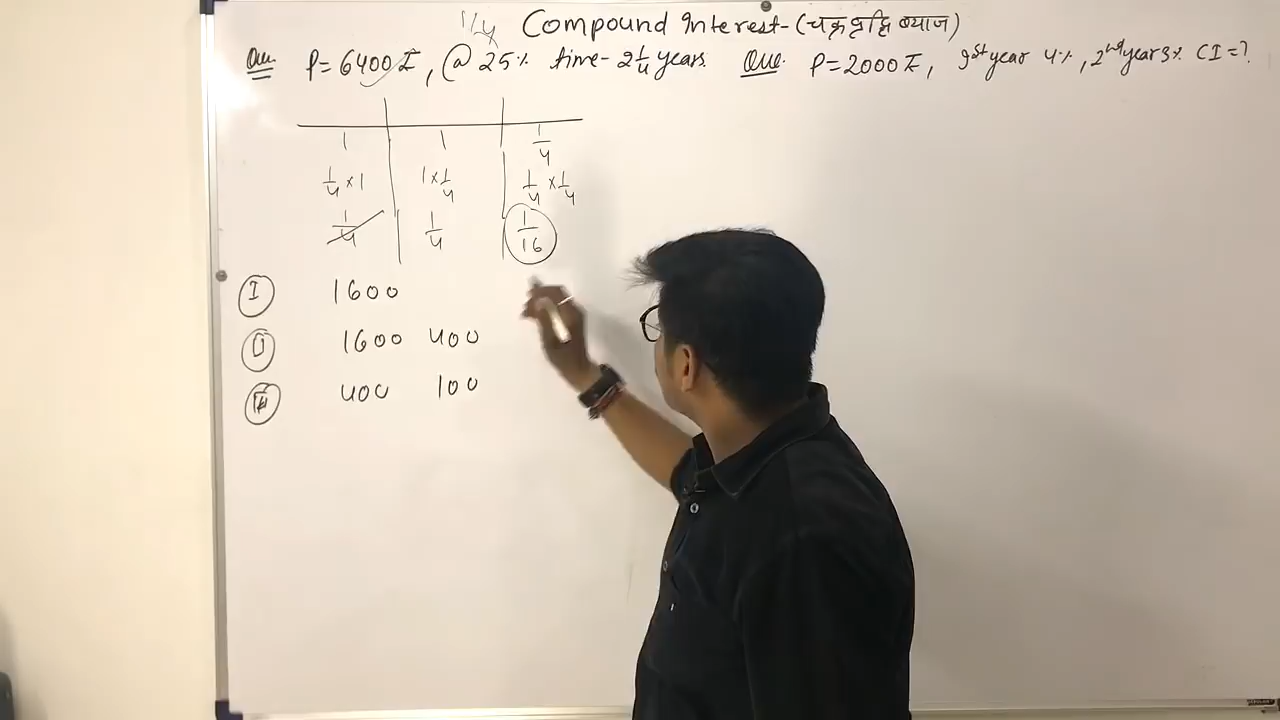 1/4 Compound Interest-(चक्रवृद्धि ब्याज)
Que. P=6400₹, @ 25% time-2 1/4 years. Que. P=2000₹, Ist year 4%, 2nd year 3% CI=?
1 1 1/4
1/4 ×1 1×1/4 1/4 ×1/4
1/4 1/4 1/16
I 1600
II 1600 400
III 400 100